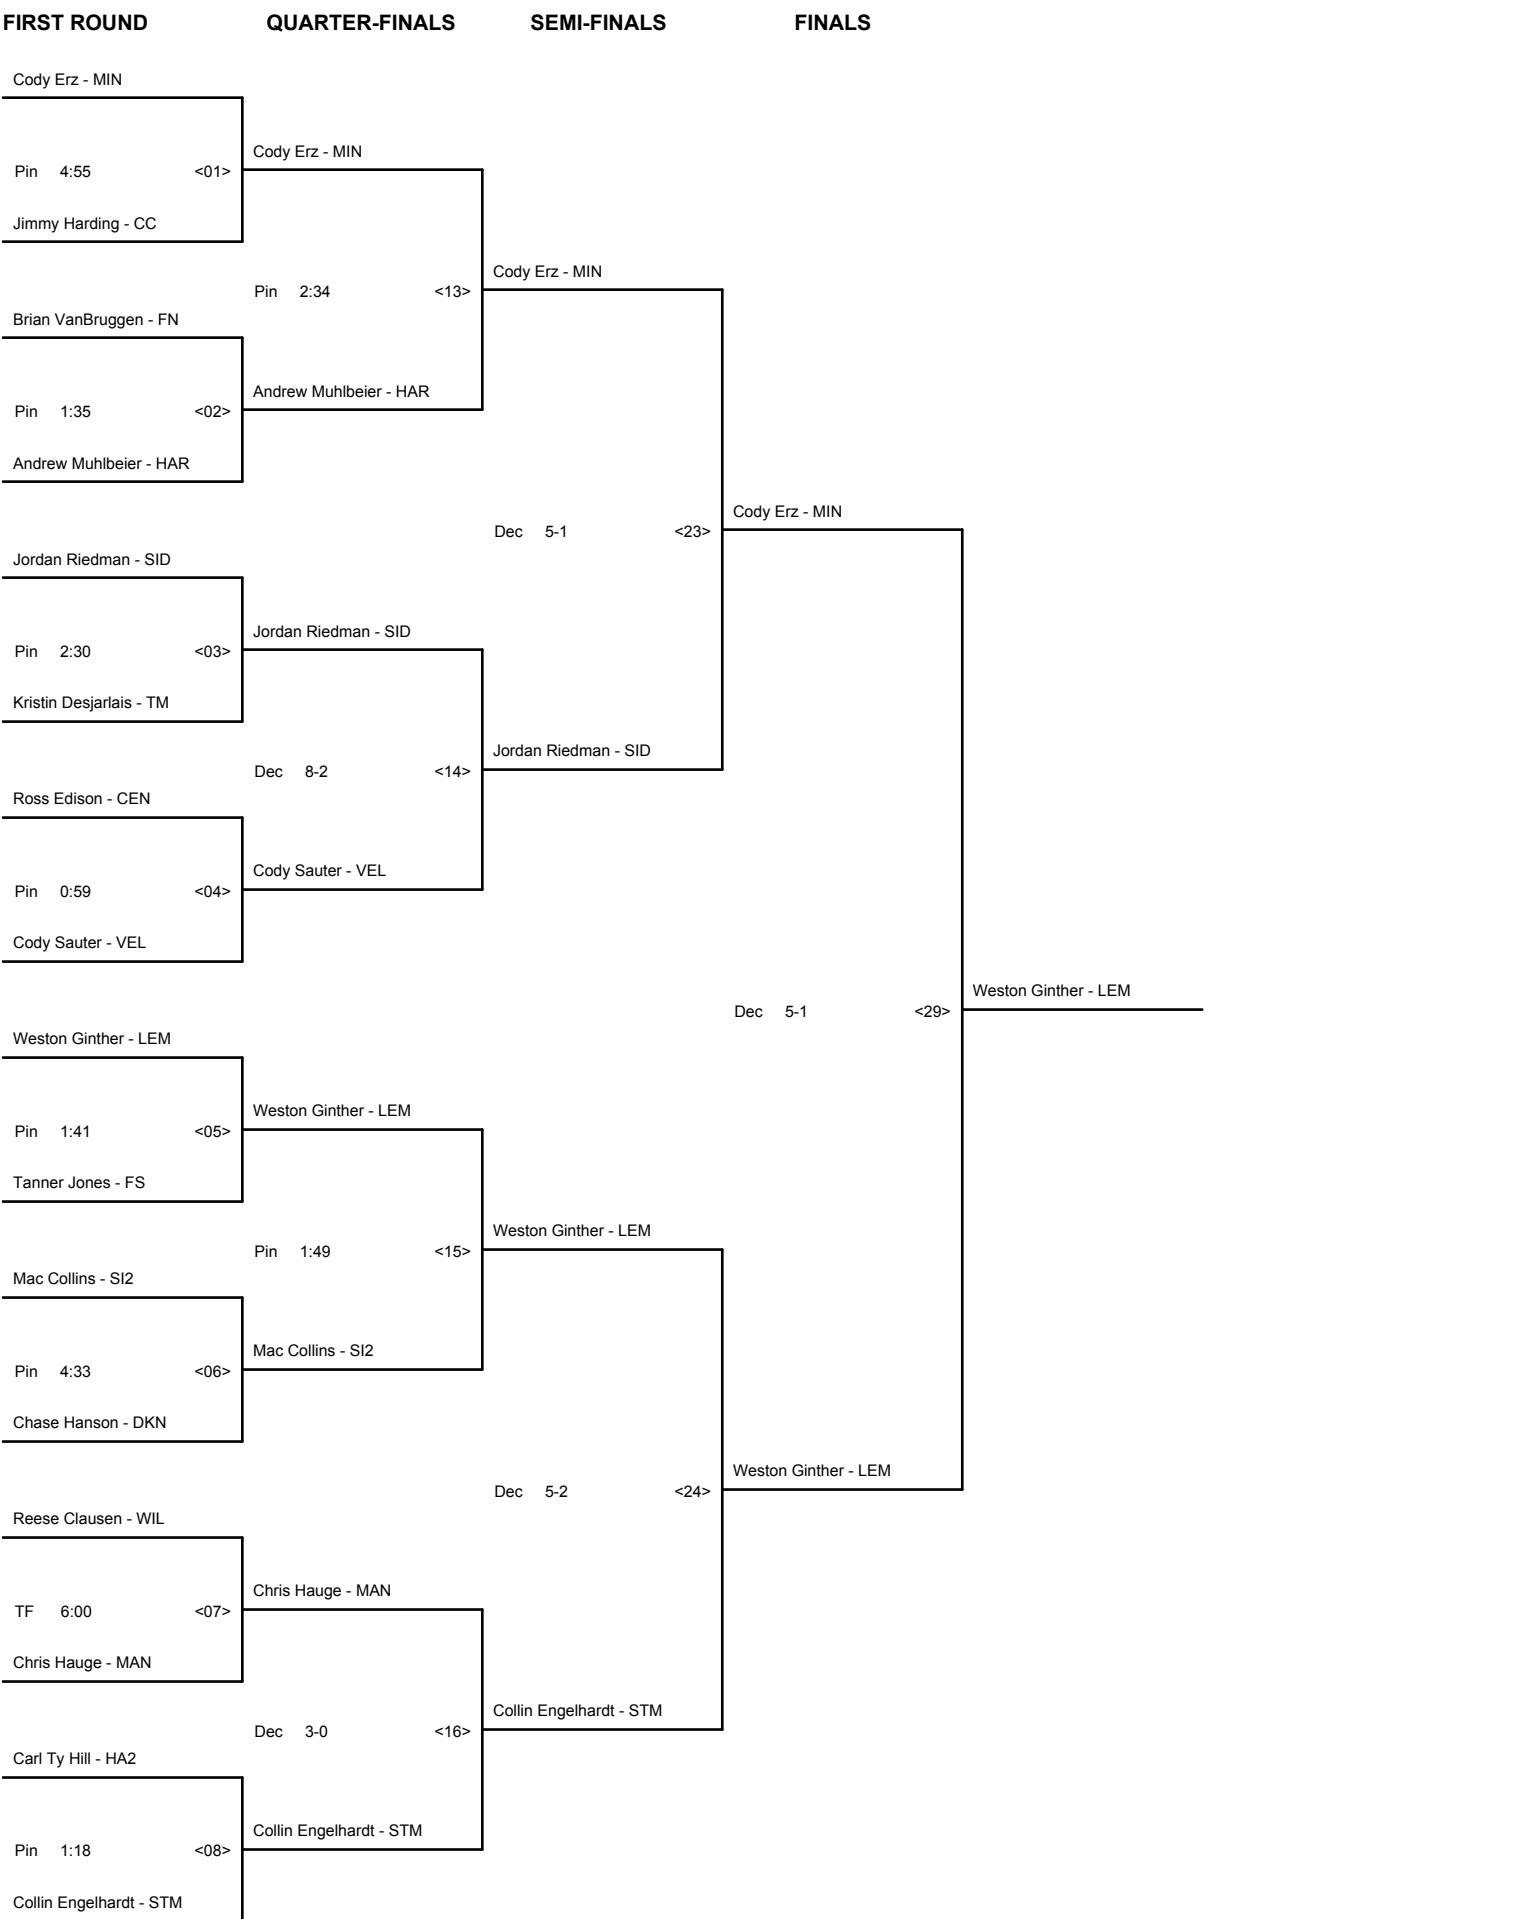 FIRST ROUND QUARTER-FINALS SEMI-FINALS FINALS
Cody Erz - MIN
Cody Erz - MIN
Pin 4:55 <01>
Jimmy Harding - CC
Cody Erz - MIN
Pin 2:34 <13>
Brian VanBruggen - FN
Andrew Muhlbeier - HAR
Pin 1:35 <02>
Andrew Muhlbeier - HAR
Cody Erz - MIN
Dec 5-1 <23>
Jordan Riedman - SID
Jordan Riedman - SID
Pin 2:30 <03>
Kristin Desjarlais - TM
Jordan Riedman - SID
Dec 8-2 <14>
Ross Edison - CEN
Cody Sauter - VEL
Pin 0:59 <04>
Cody Sauter - VEL
Weston Ginther - LEM
Dec 5-1 <29>
Weston Ginther - LEM
Weston Ginther - LEM
Pin 1:41 <05>
Tanner Jones - FS
Weston Ginther - LEM
Pin 1:49 <15>
Mac Collins - SI2
Mac Collins - SI2
Pin 4:33 <06>
Chase Hanson - DKN
Weston Ginther - LEM
Dec 5-2 <24>
Reese Clausen - WIL
Chris Hauge - MAN
TF 6:00 <07>
Chris Hauge - MAN
Collin Engelhardt - STM
Dec 3-0 <16>
Carl Ty Hill - HA2
Collin Engelhardt - STM
Pin 1:18 <08>
Collin Engelhardt - STM